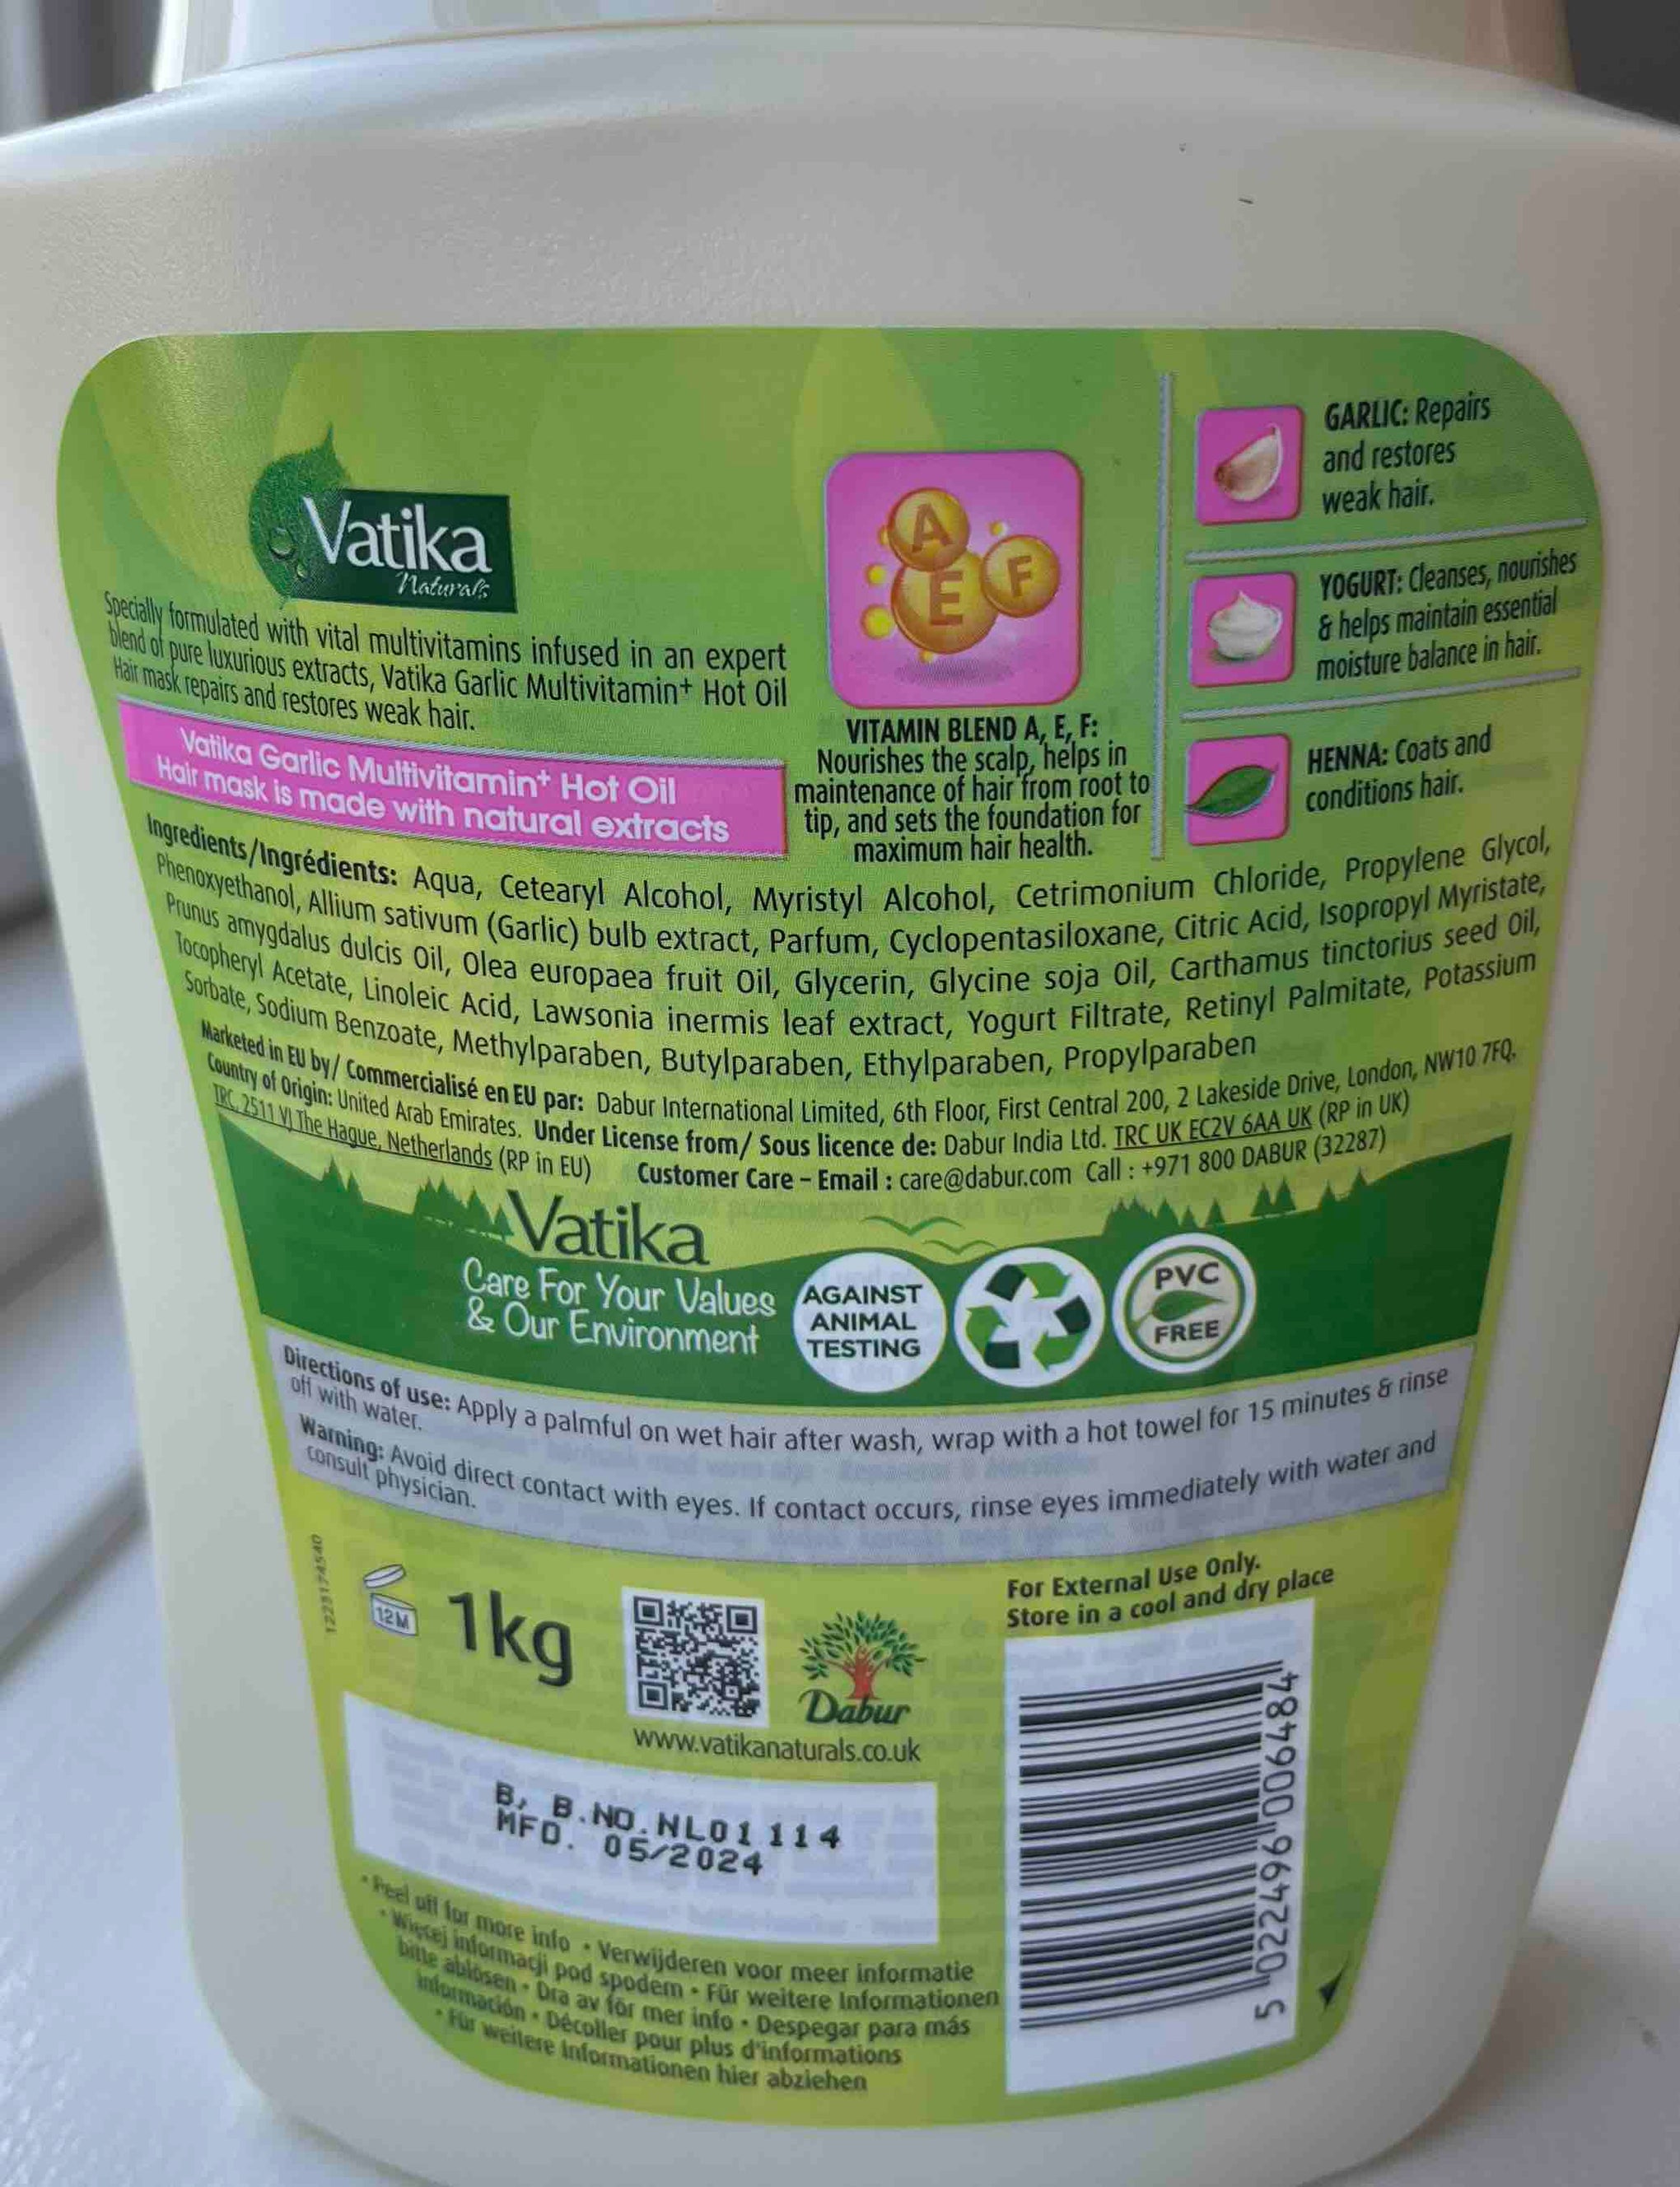 Vatika
Naturals
Specially formulated with vital multivitamins infused in an expert
blend of pure luxurious extracts, Vatika Garlic Multivitamin+ Hot Oil
Hair mask repairs and restores weak hair.
Vatika Garlic Multivitamin+ Hot Oil
Hair mask is made with natural extracts
A
E
F
VITAMIN BLEND A, E, F:
Nourishes the scalp, helps in
maintenance of hair from root to
tip, and sets the foundation for
maximum hair health.
GARLIC: Repairs
and restores
weak hair.
YOGURT: Cleanses, nourishes
& helps maintain essential
moisture balance in hair.
HENNA: Coats and
conditions hair.
Ingredients/Ingrédients: Aqua, Cetearyl Alcohol, Myristyl Alcohol, Cetrimonium Chloride, Propylene Glycol,
Phenoxyethanol, Allium sativum (Garlic) bulb extract, Parfum, Cyclopentasiloxane, Citric Acid, Isopropyl Myristate,
Prunus amygdalus dulcis Oil, Olea europaea fruit Oil, Glycerin, Glycine soja Oil, Carthamus tinctorius seed Oil,
Tocopheryl Acetate, Linoleic Acid, Lawsonia inermis leaf extract, Yogurt Filtrate, Retinyl Palmitate, Potassium
Sorbate, Sodium Benzoate, Methylparaben, Butylparaben, Ethylparaben, Propylparaben
Marketed in EU by/ Commercialisé en EU par: Dabur International Limited, 6th Floor, First Central 200, 2 Lakeside Drive, London, NW10 7FQ.
Country of Origin: United Arab Emirates. Under License from/ Sous licence de: Dabur India Ltd. TRC UK EC2V 6AA UK (RP in UK)
TRC, 2511 VJ The Hague, Netherlands (RP in EU) Customer Care – Email : care@dabur.com Call : +971 800 DABUR (32287)
Vatika
Care For Your Values
& Our Environment
AGAINST
ANIMAL
TESTING
PVC
FREE
Directions of use: Apply a palmful on wet hair after wash, wrap with a hot towel for 15 minutes & rinse
off with water.
Warning: Avoid direct contact with eyes. If contact occurs, rinse eyes immediately with water and
consult physician.
122317454D
12M
1kg
Dabur
www.vatikanaturals.co.uk
For External Use Only.
Store in a cool and dry place
B. B.NO.NL01114
MFD. 05/2024
5 022496 006484
• Peel off for more info • Verwijderen voor meer informatie
• Więcej informacji pod spodem • Für weitere Informationen
bitte ablösen • Dra av för mer info • Despegar para más
información • Décoller pour plus d'informations
• Für weitere Informationen hier abziehen